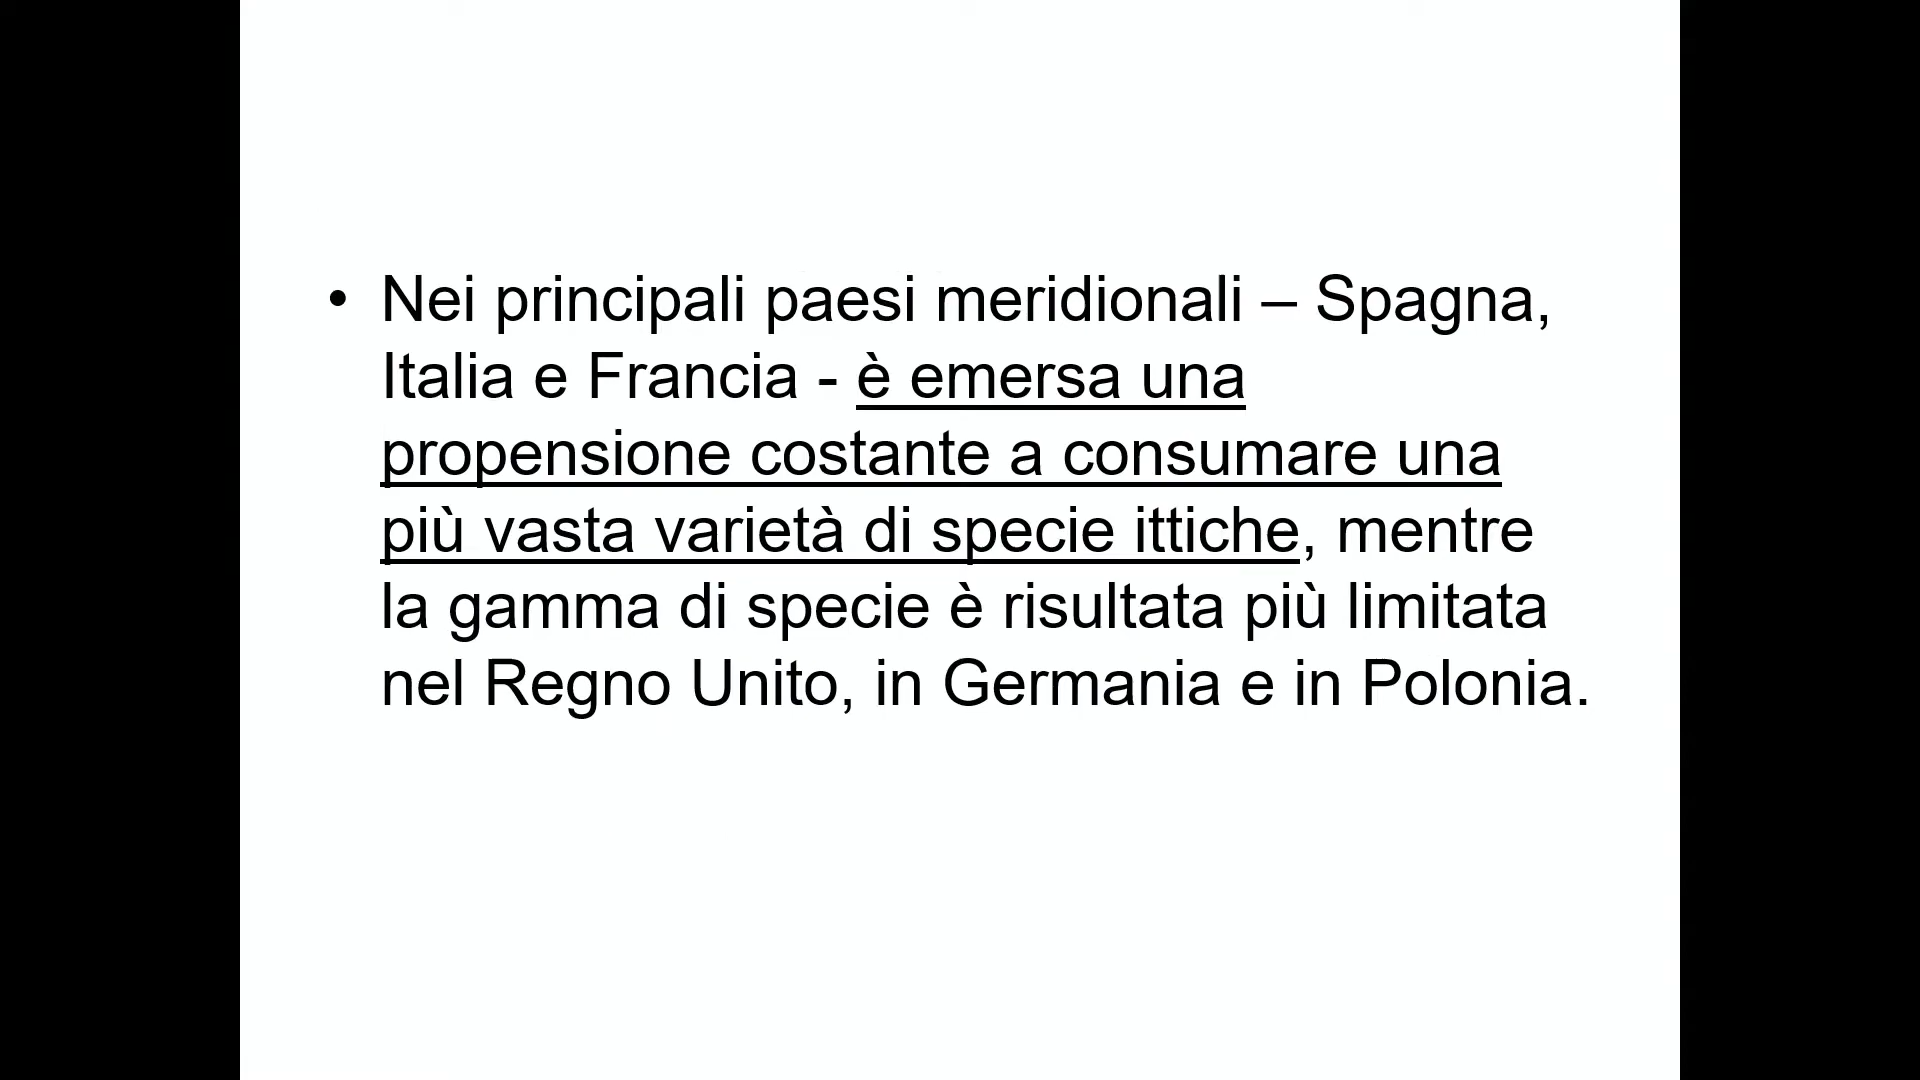 • Nei principali paesi meridionali – Spagna,
Italia e Francia - è emersa una
propensione costante a consumare una
più vasta varietà di specie ittiche, mentre
la gamma di specie è risultata più limitata
nel Regno Unito, in Germania e in Polonia.